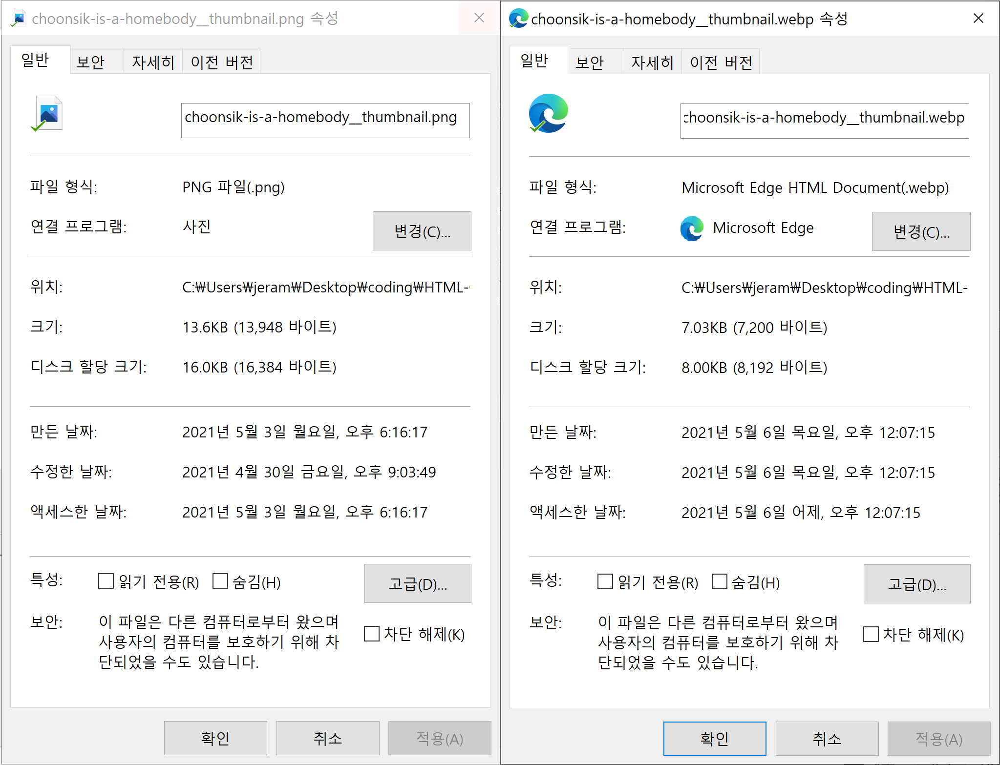 choonsik-is-a-homebody__thumbnail.png 속성
일반 보안 자세히 이전 버전
choonsik-is-a-homebody__thumbnail.png
파일 형식: PNG 파일(.png)
연결 프로그램: 사진 변경(C)...
위치: C:₩Users₩jeram₩Desktop₩coding₩HTML-
크기: 13.6KB (13,948 바이트)
디스크 할당 크기: 16.0KB (16,384 바이트)
만든 날짜: 2021년 5월 3일 월요일, 오후 6:16:17
수정한 날짜: 2021년 4월 30일 금요일, 오후 9:03:49
액세스한 날짜: 2021년 5월 3일 월요일, 오후 6:16:17
특성: 읽기 전용(R) 숨김(H) 고급(D)...
보안: 이 파일은 다른 컴퓨터로부터 왔으며
사용자의 컴퓨터를 보호하기 위해 차
단되었을 수도 있습니다.
차단 해제(K)
확인 취소 적용(A)
choonsik-is-a-homebody__thumbnail.webp 속성
일반 보안 자세히 이전 버전
choonsik-is-a-homebody__thumbnail.webp
파일 형식: Microsoft Edge HTML Document(.webp)
연결 프로그램: Microsoft Edge 변경(C)...
위치: C:₩Users₩jeram₩Desktop₩coding₩HTML-
크기: 7.03KB (7,200 바이트)
디스크 할당 크기: 8.00KB (8,192 바이트)
만든 날짜: 2021년 5월 6일 목요일, 오후 12:07:15
수정한 날짜: 2021년 5월 6일 목요일, 오후 12:07:15
액세스한 날짜: 2021년 5월 6일 어제, 오후 12:07:15
특성: 읽기 전용(R) 숨김(H) 고급(D)...
보안: 이 파일은 다른 컴퓨터로부터 왔으며
사용자의 컴퓨터를 보호하기 위해 차
단되었을 수도 있습니다.
차단 해제(K)
확인 취소 적용(A)